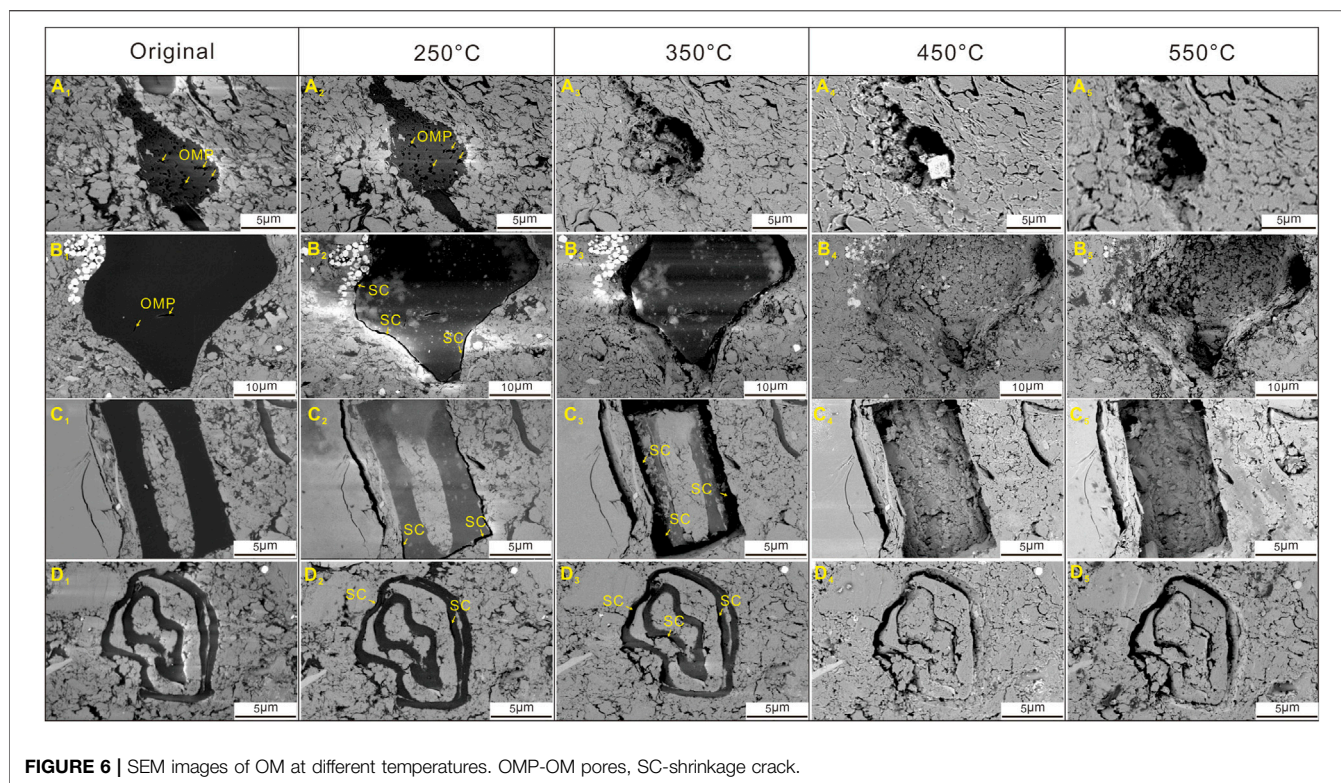 Original 250°C 350°C 450°C 550°C
A1 A2 A3 A4 A5
OMP OMP
OMP OMP
5µm 5µm 5µm 5µm 5µm
B1 B2 B3 B4 B5
SC
OMP SC SC
10µm 10µm 10µm 10µm 10µm
C1 C2 C3 C4 C5
SC
SC
SC SC SC
5µm 5µm 5µm 5µm 5µm
D1 D2 D3 D4 D5
SC SC SC SC
SC
5µm 5µm 5µm 5µm 5µm
FIGURE 6 | SEM images of OM at different temperatures. OMP-OM pores, SC-shrinkage crack.